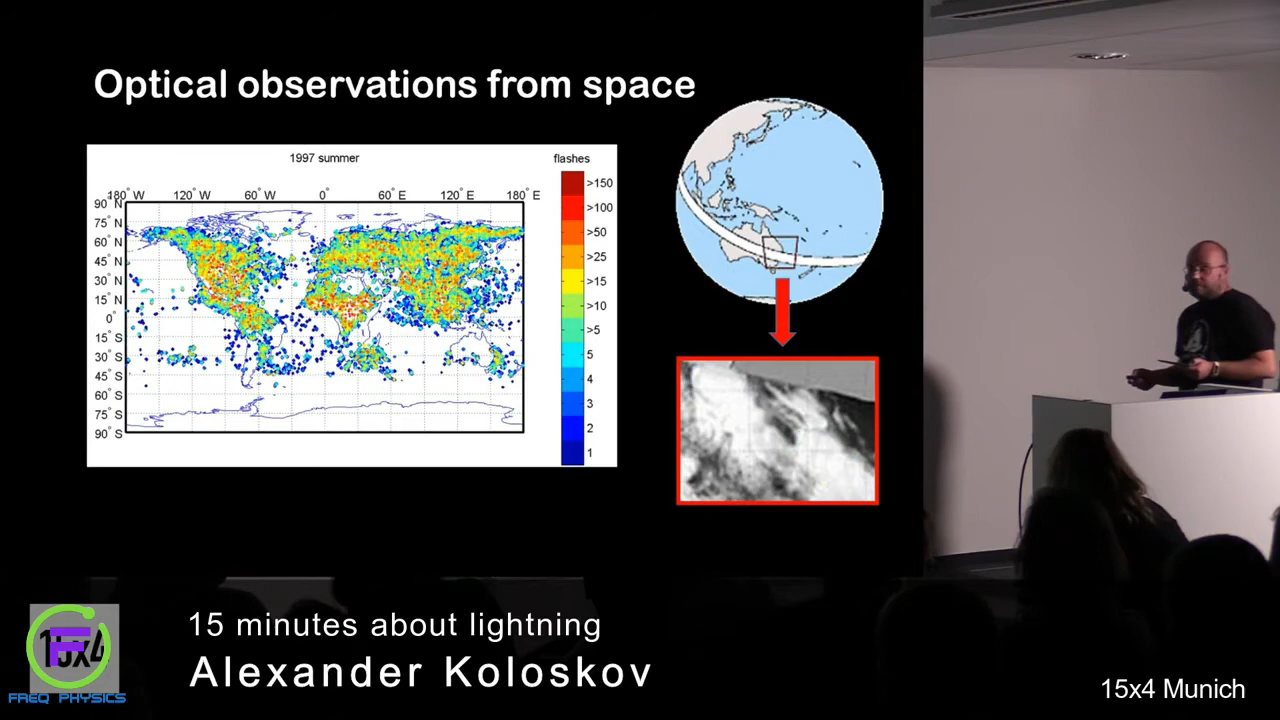 Optical observations from space
1997 summer
flashes
180° W 120° W 60° W 0° 60° E 120° E 180° E
90° N
75° N
60° N
45° N
30° N
15° N
0°
15° S
30° S
45° S
60° S
75° S
90° S
>150
>100
>50
>25
>15
>10
>5
5
4
3
2
1
15 minutes about lightning
Alexander Koloskov
15x4
FREQ PHYSICS
15x4 Munich